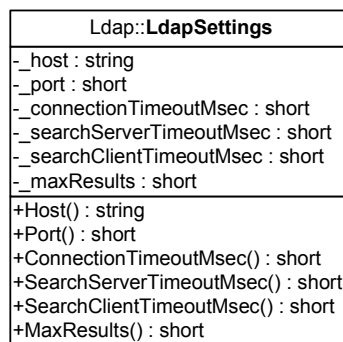 Ldap::LdapSettings
-_host : string
-_port : short
-_connectionTimeoutMsec : short
-_searchServerTimeoutMsec : short
-_searchClientTimeoutMsec : short
-_maxResults : short
+Host() : string
+Port() : short
+ConnectionTimeoutMsec() : short
+SearchServerTimeoutMsec() : short
+SearchClientTimeoutMsec() : short
+MaxResults() : short